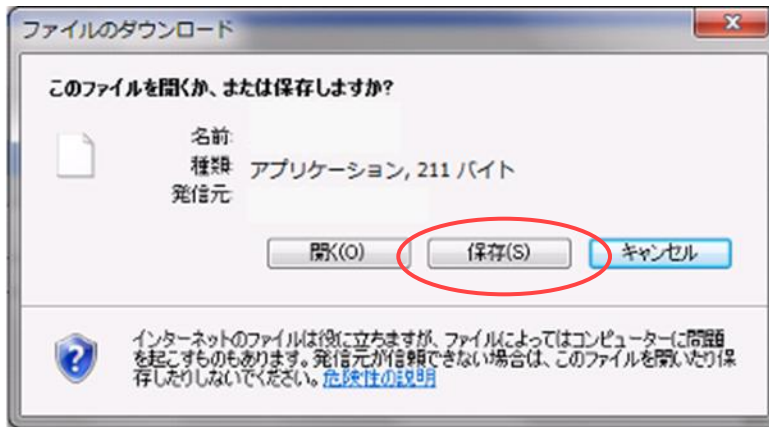 ファイルのダウンロード
このファイルを開くか、または保存しますか?
名前:
種類: アプリケーション, 211 バイト
発信元:
開く(O) 保存(S) キャンセル
インターネットのファイルは役に立ちますが、ファイルによってはコンピューターに問題
を起こすものもあります。発信元が信頼できない場合は、このファイルを開いたり保
存したりしないでください。危険性の説明